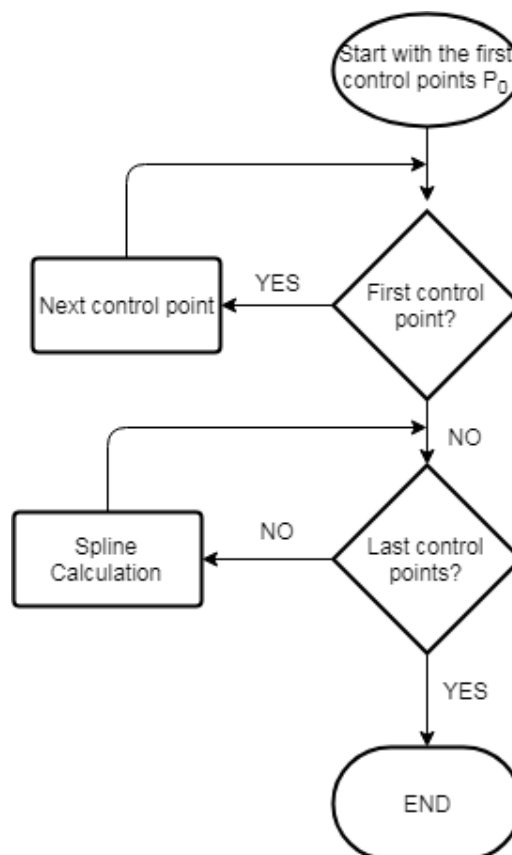 Start with the first
control points P₀
YES
Next control point
First control
point?
NO
NO
Spline
Calculation
Last control
points?
YES
END